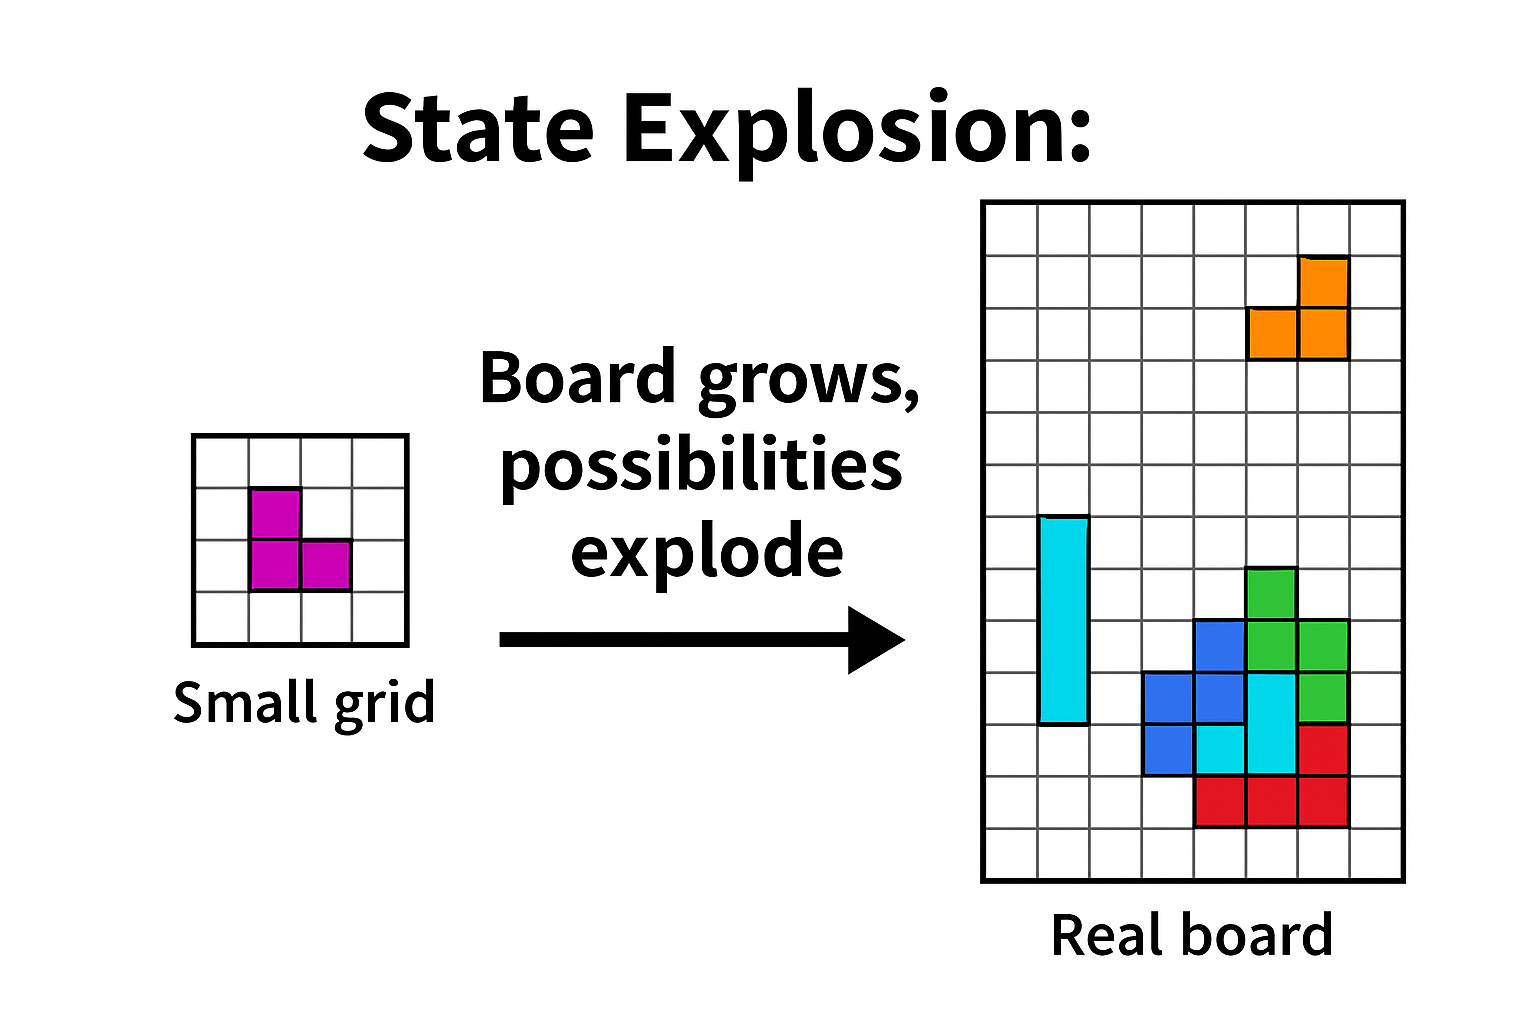 State Explosion:
Board grows,
possibilities
explode
Small grid
Real board